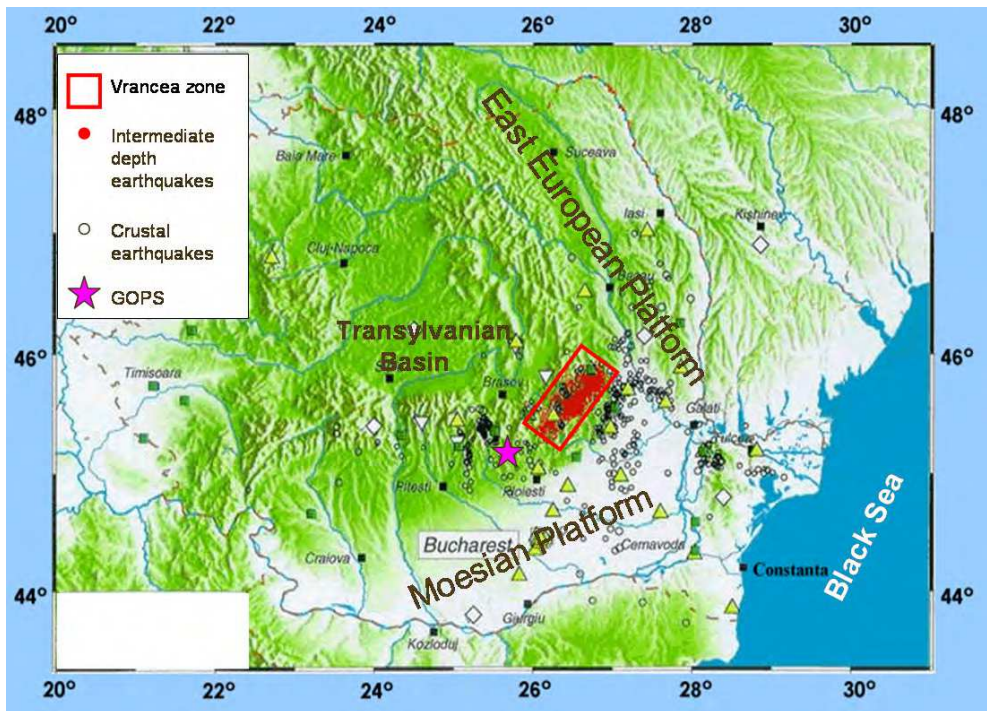 20° 22° 24° 26° 28° 30°
48° 48°
Vrancea zone
Intermediate
depth
earthquakes
Crustal
earthquakes
GOPS
East European Platform
Baia Mare
Suceava
Iasi
Kishinev
Cluj-Napoca
Bacau
46° 46°
Transylvanian
Basin
Timisoara
Brasov
Galati
Tulcea
Pitesti
Ploiesti
Moesian Platform
Bucharest
Craiova
Cernavoda
Constanta
Black Sea
44° 44°
Giurgiu
Kozloduj
20° 22° 24° 26° 28° 30°